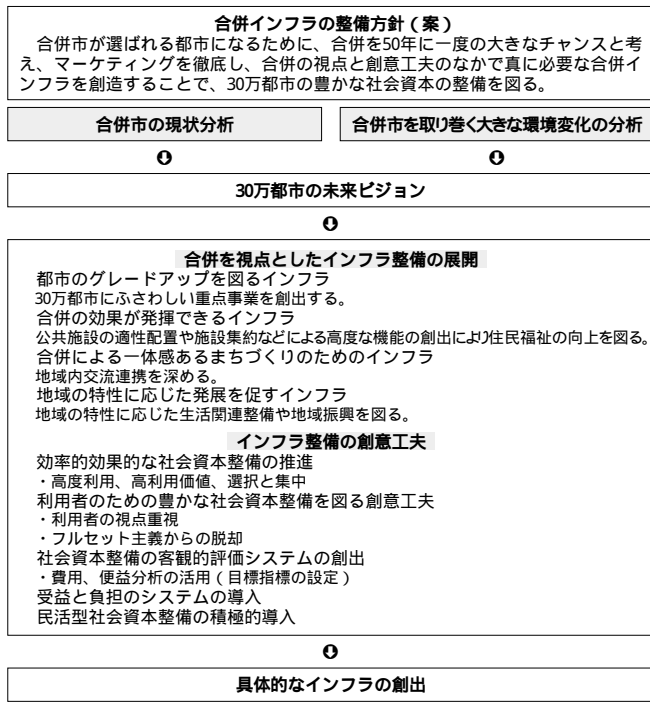 合併インフラの整備方針（案）
合併市が選ばれる都市になるために、合併を50年に一度の大きなチャンスと考
え、マーケティングを徹底し、合併の視点と創意工夫のなかで真に必要な合併イ
ンフラを創造することで、30万都市の豊かな社会資本の整備を図る。
合併市の現状分析
合併市を取り巻く大きな環境変化の分析
30万都市の未来ビジョン
合併を視点としたインフラ整備の展開
都市のグレードアップを図るインフラ
30万都市にふさわしい重点事業を創出する。
合併の効果が発揮できるインフラ
公共施設の適性配置や施設集約などによる高度な機能の創出により住民福祉の向上を図る。
合併による一体感あるまちづくりのためのインフラ
地域内交流連携を深める。
地域の特性に応じた発展を促すインフラ
地域の特性に応じた生活関連整備や地域振興を図る。
インフラ整備の創意工夫
効率的効果的な社会資本整備の推進
・高度利用、高利用価値、選択と集中
利用者のための豊かな社会資本整備を図る創意工夫
・利用者の視点重視
・フルセット主義からの脱却
社会資本整備の客観的評価システムの創出
・費用、便益分析の活用（目標指標の設定）
受益と負担のシステムの導入
民活型社会資本整備の積極的導入
具体的なインフラの創出